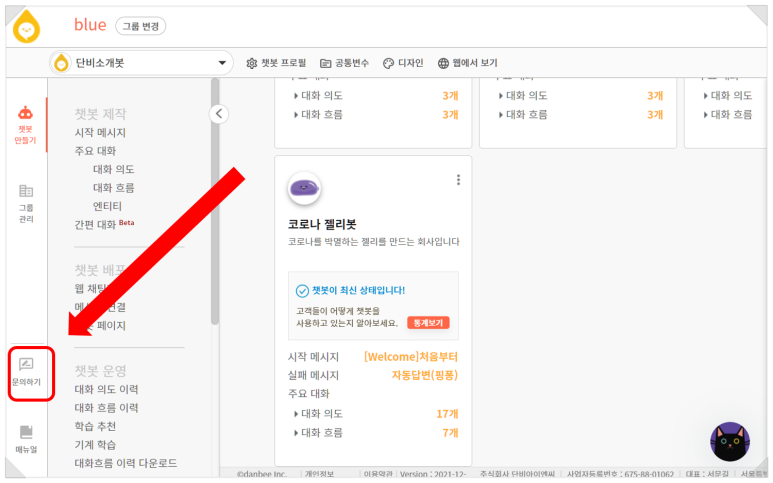 blue 그룹 변경
단비소개봇 챗봇 프로필 공통변수 디자인 웹에서 보기
챗봇 만들기
그룹 관리
문의하기
매뉴얼
챗봇 제작
시작 메시지
주요 대화
대화 의도
대화 흐름
엔티티
간편 대화 Beta
챗봇 배포
웹 채팅
연결
페이지
챗봇 운영
대화 의도 이력
대화 흐름 이력
학습 추천
기계 학습
대화흐름 이력 다운로드
대화 의도 3개
대화 흐름 3개
대화 의도 3개
대화 흐름 3개
대화 의도
대화 흐름
코로나 젤리봇
코로나를 박멸하는 젤리를 만드는 회사입니다
챗봇이 최신 상태입니다!
고객들이 어떻게 챗봇을
사용하고 있는지 알아보세요. 통계보기
시작 메시지 [Welcome]처음부터
실패 메시지 자동답변(핑퐁)
주요 대화
대화 의도 17개
대화 흐름 7개
©danbee Inc. 개인정보 이용약관 Version : 2021-12- 주식회사 단비아이엔씨 사업자등록번호 : 675-88-01062 대표 : 서문길